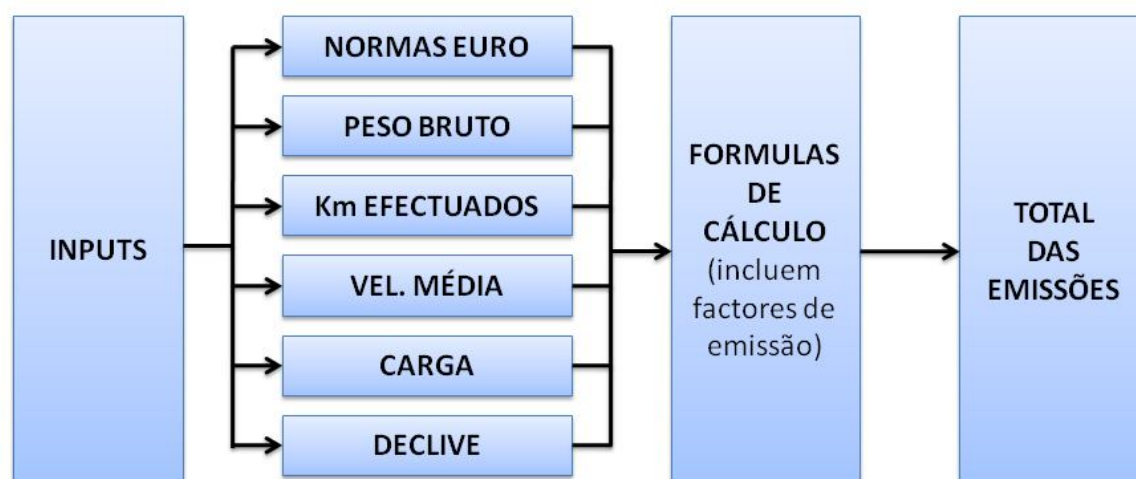 INPUTS
NORMAS EURO
PESO BRUTO
Km EFECTUADOS
VEL. MÉDIA
CARGA
DECLIVE
FORMULAS
DE
CÁLCULO
(incluem
factores de
emissão)
TOTAL
DAS
EMISSÕES